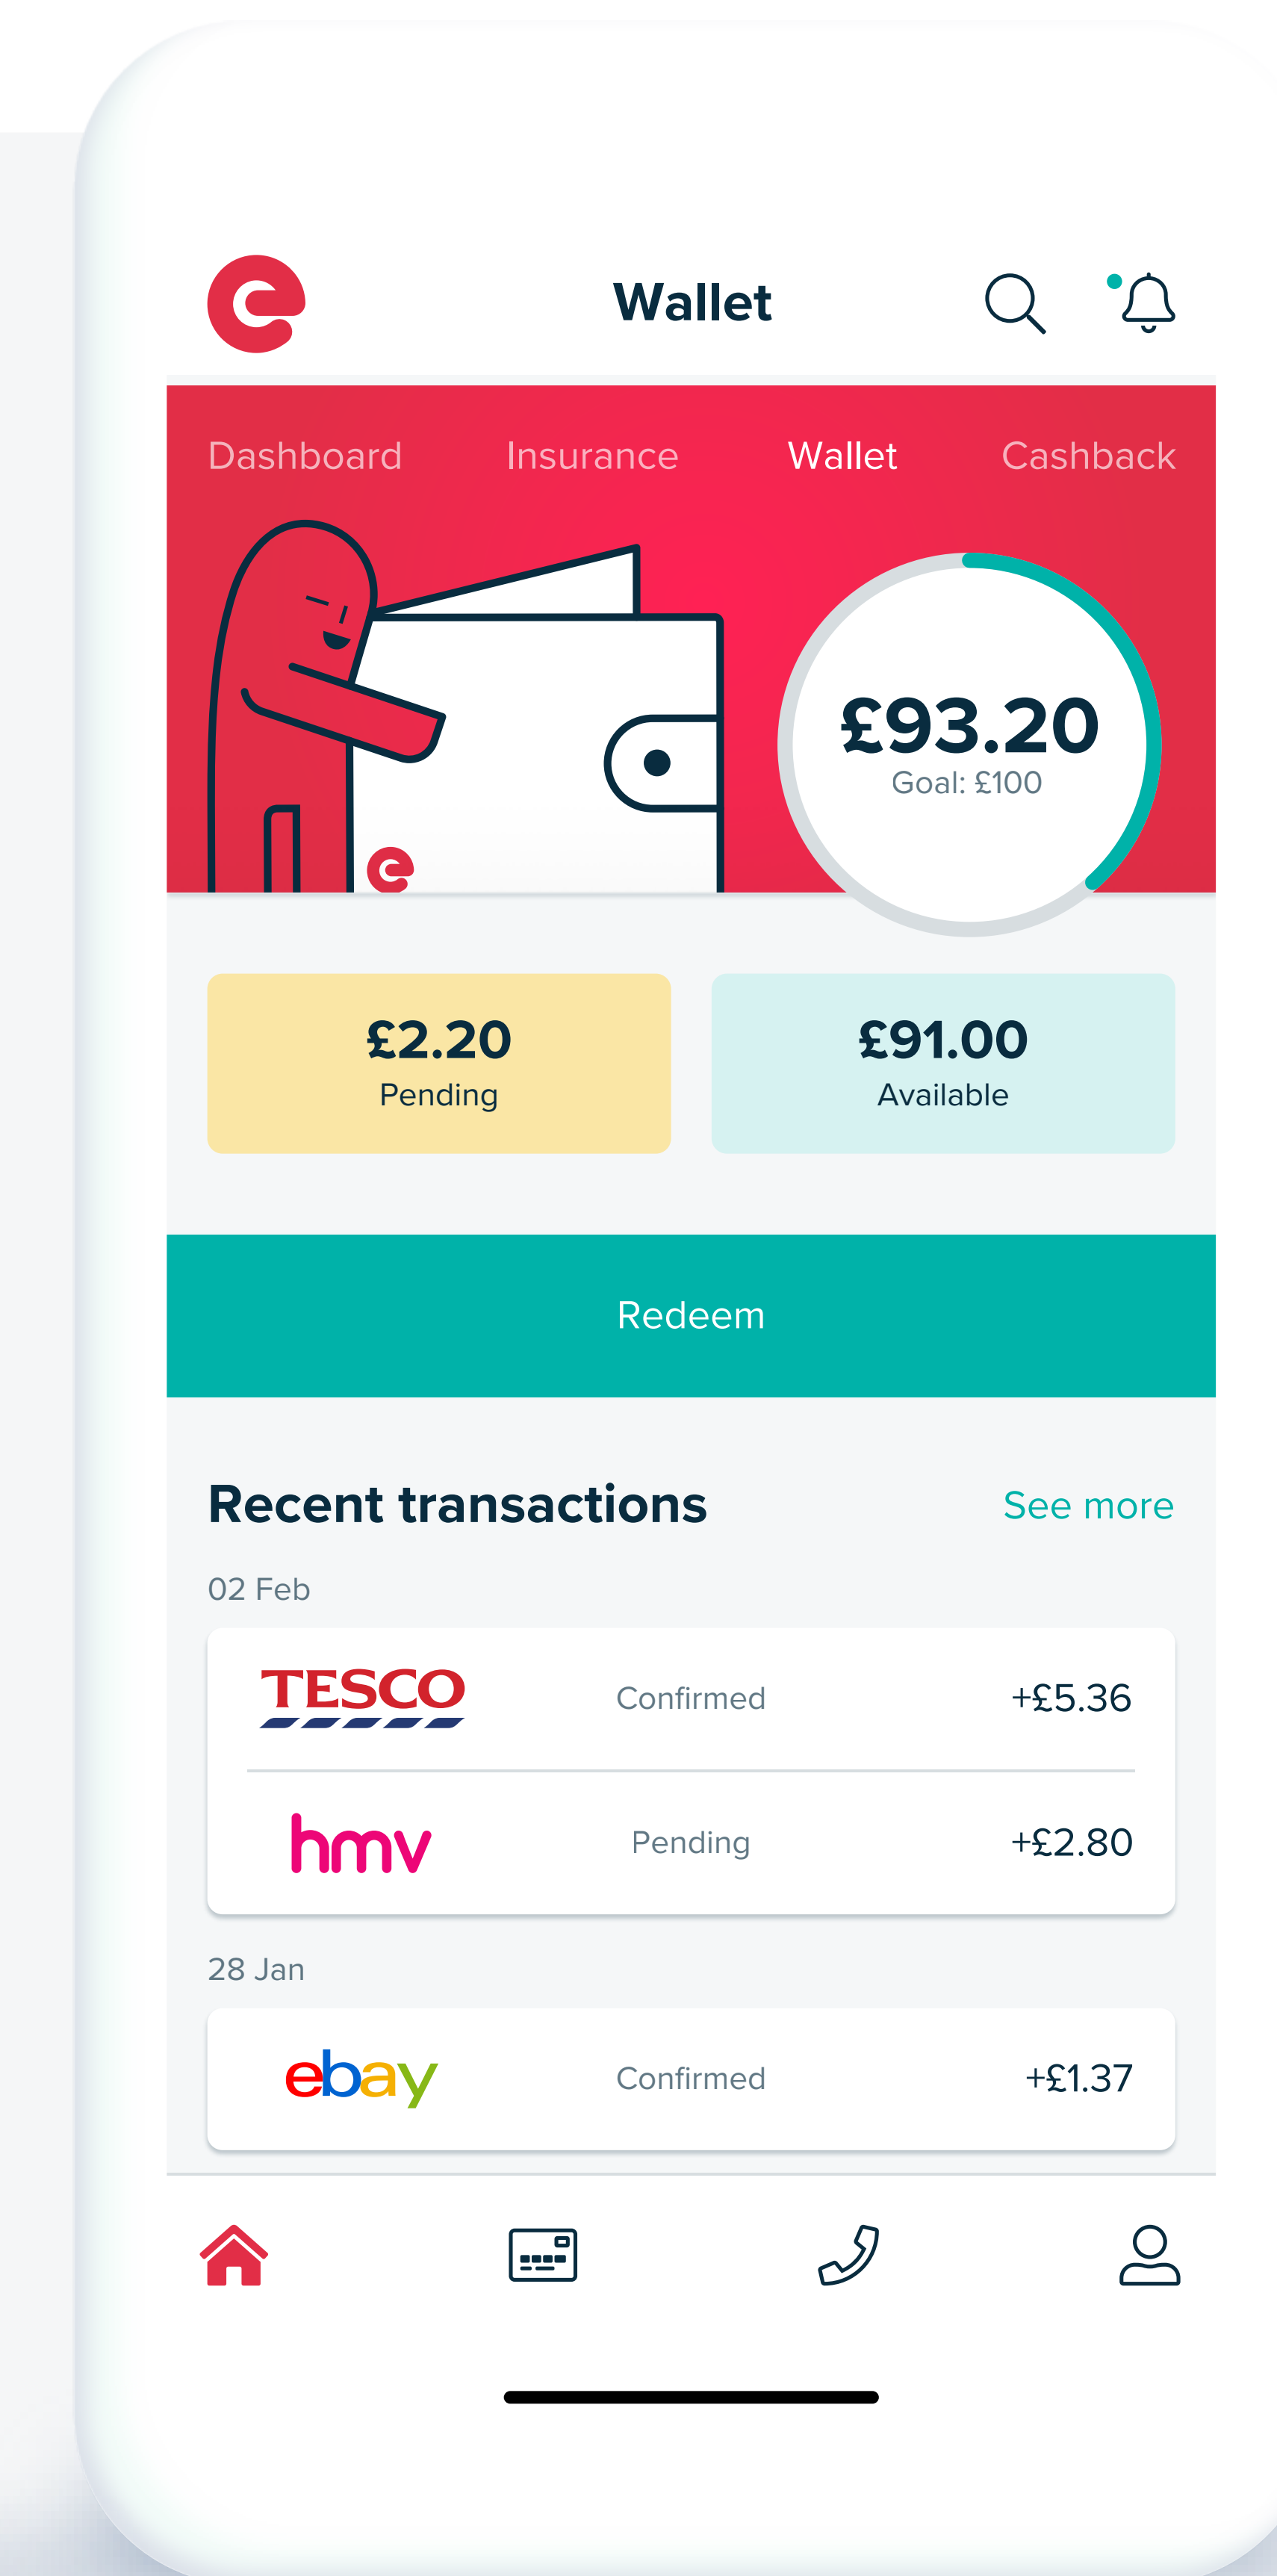 Wallet
Dashboard Insurance Wallet Cashback
£93.20
Goal: £100
£2.20
Pending
£91.00
Available
Redeem
Recent transactions See more
02 Feb
TESCO Confirmed +£5.36
hmv Pending +£2.80
28 Jan
ebay Confirmed +£1.37